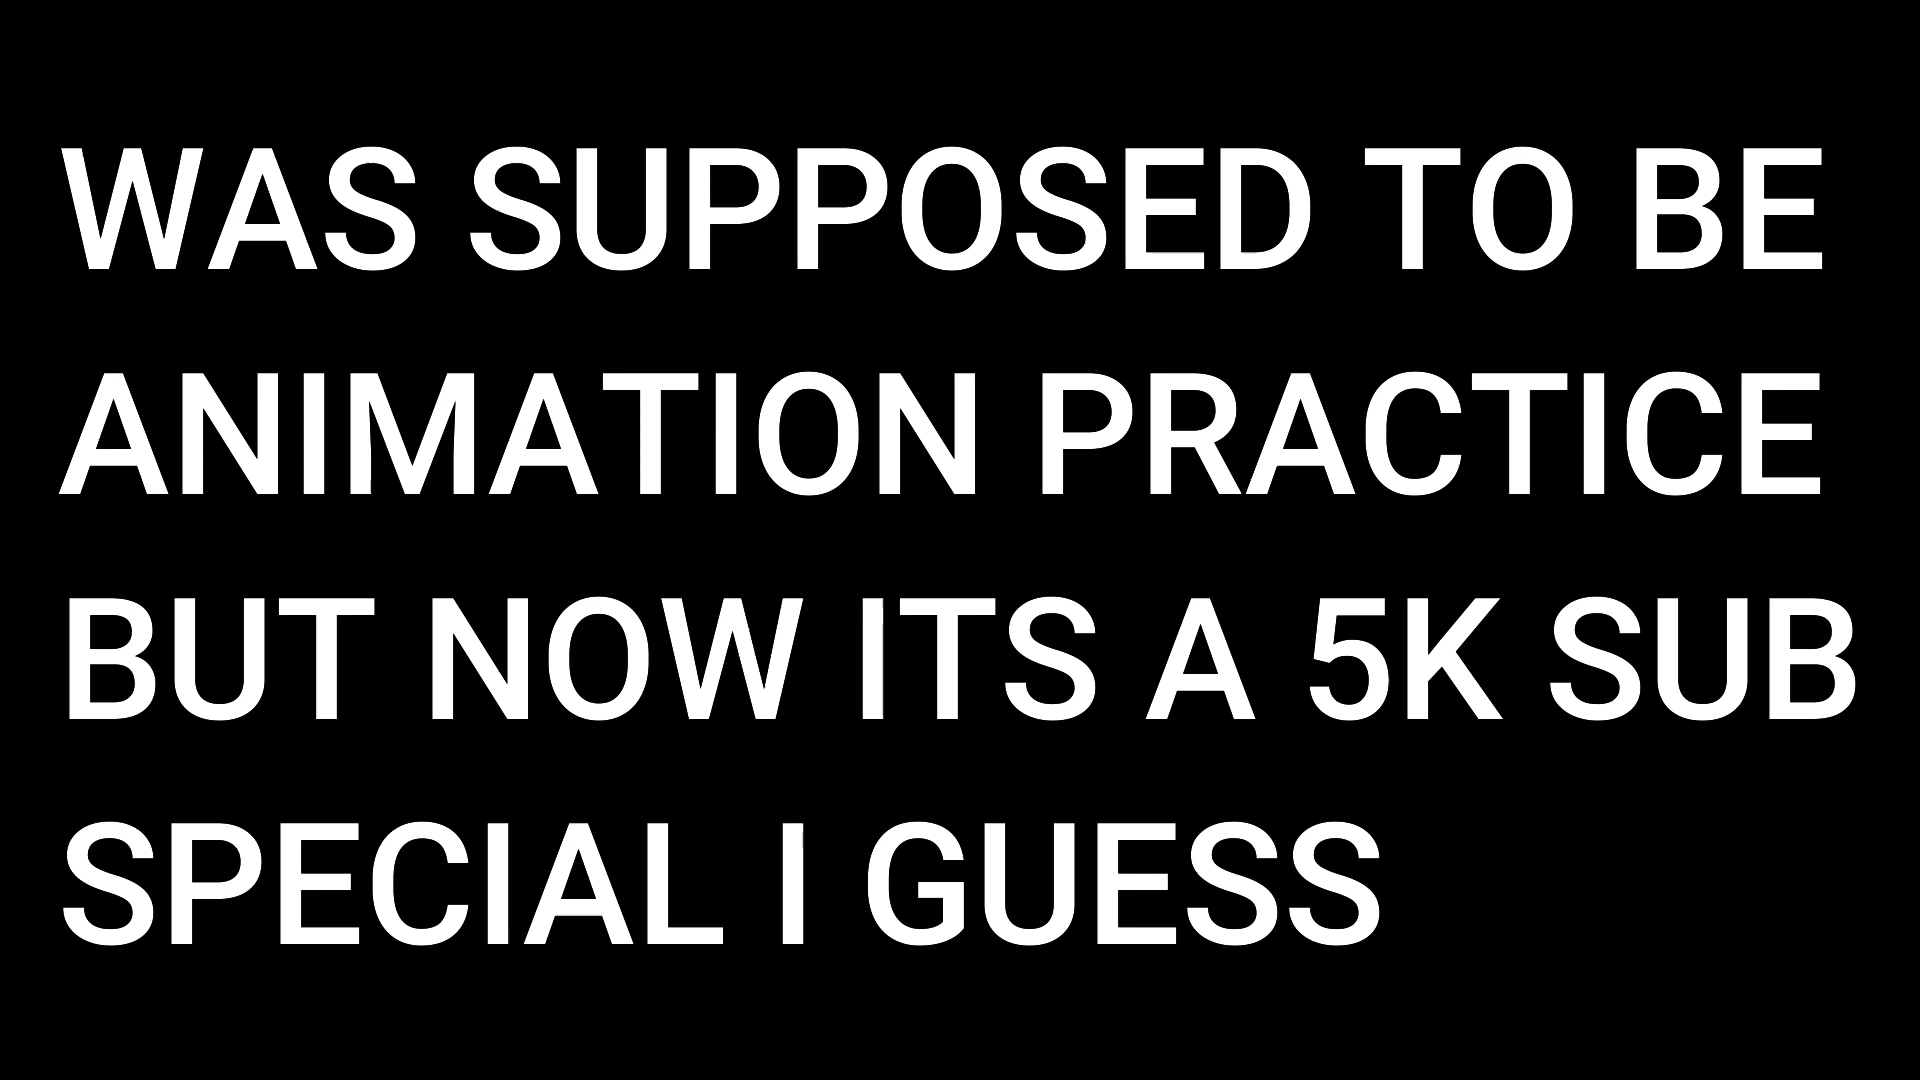 WAS SUPPOSED TO BE
ANIMATION PRACTICE
BUT NOW ITS A 5K SUB
SPECIAL I GUESS